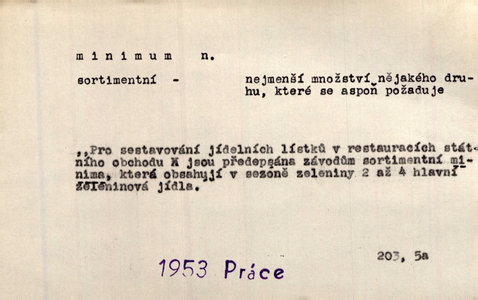 minimum n.
sortimentní - nejmenší množství nějakého dru-
hu, které se aspoň požaduje
„Pro sestavování jídelních lístků v restauracích stát-
ního obchodu X jsou předepsána závodům sortimentní mi-
nima, která obsahují v sezoně zeleniny 2 až 4 hlavní
zeleninová jídla.
203, 5a
1953 Práce